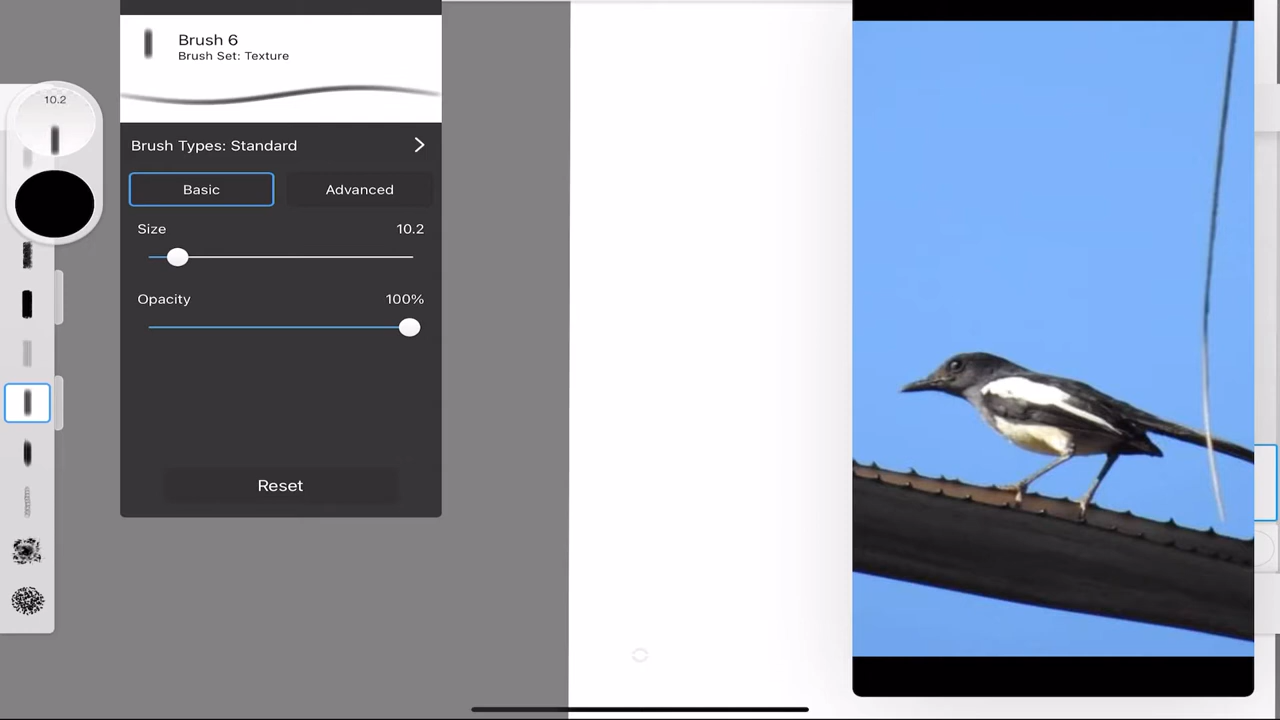 Brush 6
Brush Set: Texture
10.2
Brush Types: Standard
Basic
Advanced
Size
10.2
Opacity
100%
Reset